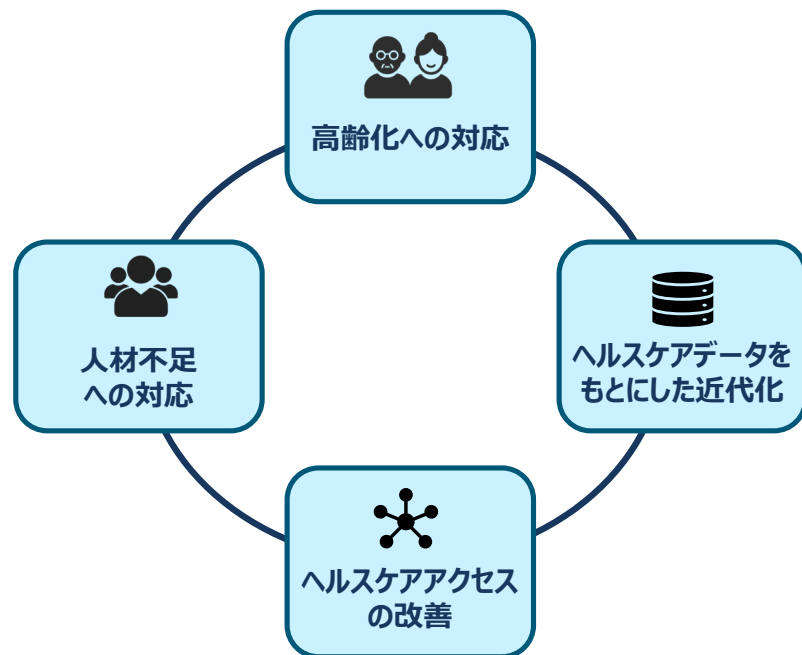 高齢化への対応
人材不足
への対応
ヘルスケアデータを
もとにした近代化
ヘルスケアアクセス
の改善